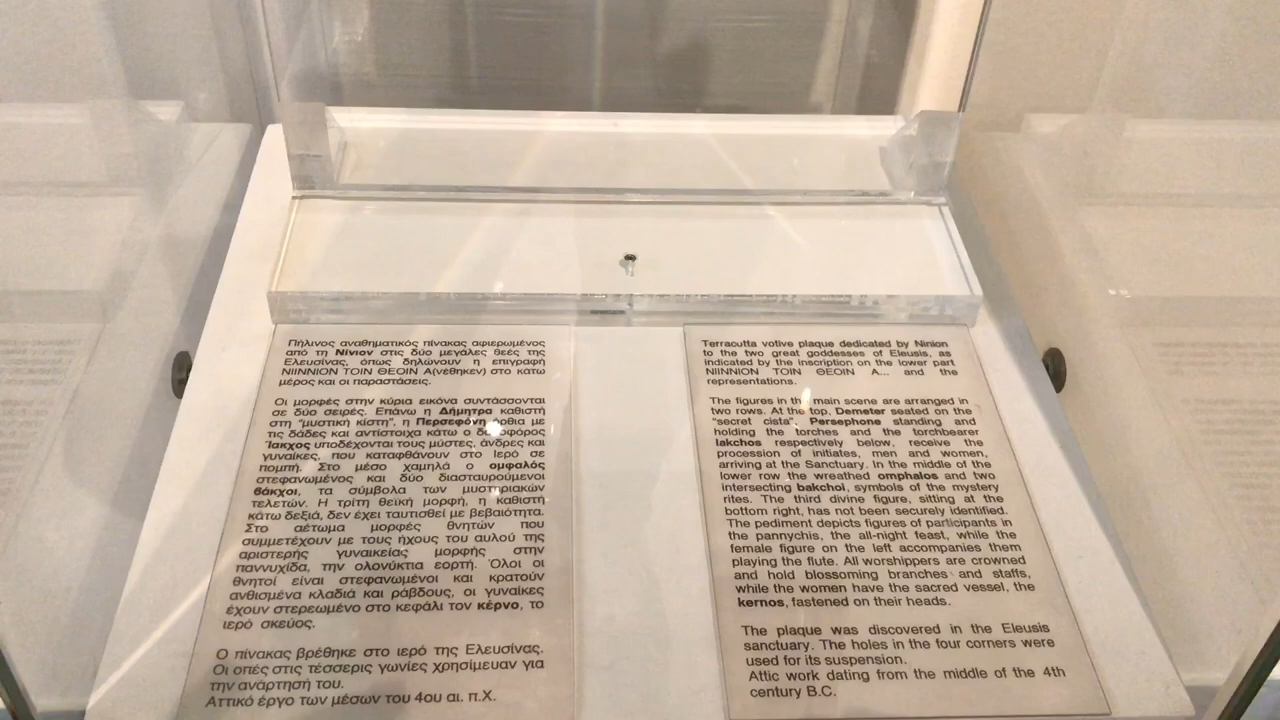 Πήλινος αναθηματικός πίνακας αφιερωμένος
από τη Νίνιον στις δύο μεγάλες θεές της
Ελευσίνας, όπως δηλώνουν η επιγραφή
ΝΙΙΝΝΙΟΝ ΤΟΙΝ ΘΕΟΙΝ Α(νέθηκεν) στο κάτω
μέρος και οι παραστάσεις.
Οι μορφές στην κύρια εικόνα συντάσσονται
σε δύο σειρές. Επάνω η Δήμητρα καθιστή
στη "μυστική κίστη", η Περσεφόνη όρθια με
τις δάδες και αντίστοιχα κάτω ο δαδοφόρος
Ίακχος υποδέχονται τους μύστες, άνδρες και
γυναίκες, που καταφθάνουν στο Ιερό σε
πομπή. Στο μέσο χαμηλά ο ομφαλός
στεφανωμένος και δύο διασταυρούμενοι
βάκχοι, τα σύμβολα των μυστηριακών
τελετών. Η τρίτη θεϊκή μορφή, η καθιστή
κάτω δεξιά, δεν έχει ταυτισθεί με βεβαιότητα.
Στο αέτωμα μορφές θνητών που
συμμετέχουν με τους ήχους του αυλού της
αριστερής γυναικείας μορφής στην
παννυχίδα, την ολονύκτια εορτή. Όλοι οι
θνητοί είναι στεφανωμένοι και κρατούν
ανθισμένα κλαδιά και ράβδους, οι γυναίκες
έχουν στερεωμένο στο κεφάλι τον κέρνο, το
ιερό σκεύος.
Ο πίνακας βρέθηκε στο ιερό της Ελευσίνας.
Οι οπές στις τέσσερις γωνίες χρησίμευαν για
την ανάρτησή του.
Αττικό έργο των μέσων του 4ου αι. π.Χ.
Terracutta votive plaque dedicated by Ninion
to the two great goddesses of Eleusis, as
indicated by the inscription on the lower part
NIINNION TOIN ΘEOIN A... and the
representations.
The figures in the main scene are arranged in
two rows. At the top, Demeter seated on the
"secret cista", Persephone standing and
holding the torches and the torchbearer
Iakchos respectively below, receive the
procession of initiates, men and women,
arriving at the Sanctuary. In the middle of the
lower row the wreathed omphalos and two
intersecting bakchoi, symbols of the mystery
rites. The third divine figure, sitting at the
bottom right, has not been securely identified.
The pediment depicts figures of participants in
the pannychis, the all-night feast, while the
female figure on the left accompanies them
playing the flute. All worshippers are crowned
and hold blossoming branches and staffs,
while the women have the sacred vessel, the
kernos, fastened on their heads.
The plaque was discovered in the Eleusis
sanctuary. The holes in the four corners were
used for its suspension.
Attic work dating from the middle of the 4th
century B.C.